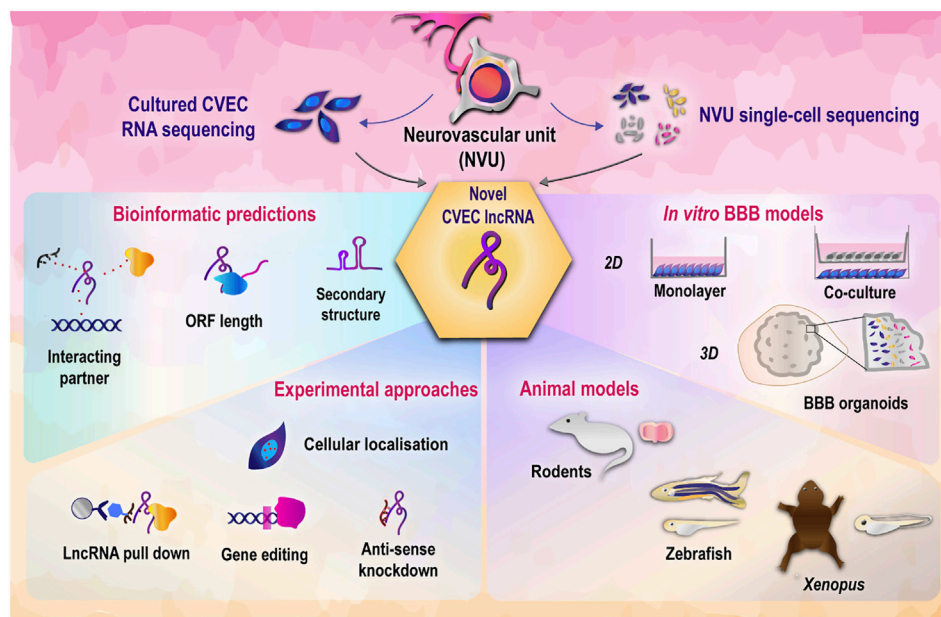 Cultured CVEC
RNA sequencing
Neurovascular unit
(NVU)
NVU single-cell sequencing
Novel
CVEC lncRNA
Bioinformatic predictions
Interacting
partner
ORF length
Secondary
structure
In vitro BBB models
2D
Monolayer
Co-culture
3D
BBB organoids
Experimental approaches
Cellular localisation
LncRNA pull down
Gene editing
Anti-sense
knockdown
Animal models
Rodents
Zebrafish
Xenopus